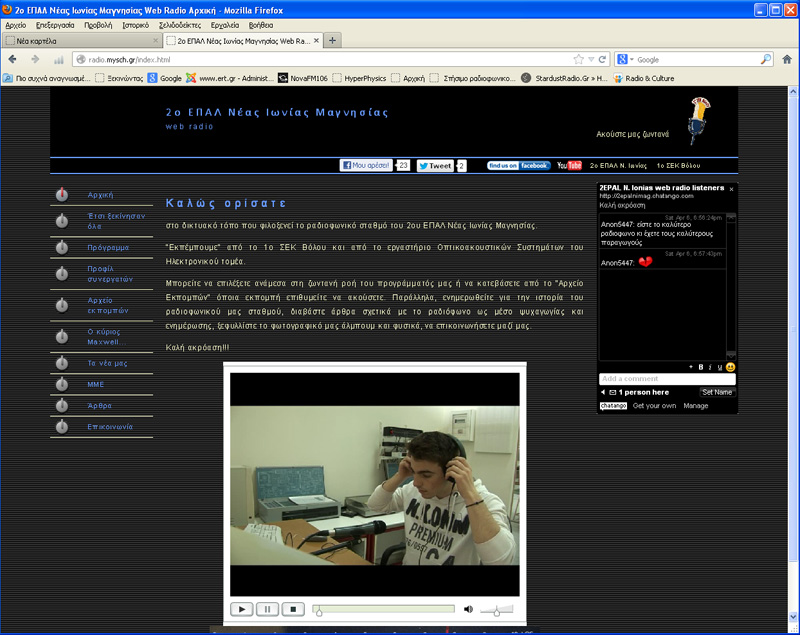 2ο ΕΠΑΛ Νέας Ιωνίας Μαγνησίας Web Radio Αρχική - Mozilla Firefox
Αρχείο Επεξεργασία Προβολή Ιστορικό Σελιδοδείκτες Εργαλεία Βοήθεια
Νέα καρτέλα
2ο ΕΠΑΛ Νέας Ιωνίας Μαγνησίας Web Ra...
radio.mysch.gr/index.html
Google
Πιο συχνά αναγνωσμέ... Ξεκινώντας Google www.ert.gr - Administ... NovaFM106 HyperPhysics Αρχική Στήσιμο ραδιοφωνικο... StardustRadio.Gr » H... Radio & Culture
2ο ΕΠΑΛ Νέας Ιωνίας Μαγνησίας
web radio
Ακούστε μας ζωντανά
Μου αρέσει! 23 Tweet 2 find us on facebook YouTube 2ο ΕΠΑΛ Ν. Ιωνίας 1ο ΣΕΚ Βόλου
Αρχική
Έτσι ξεκίνησαν
όλα
Πρόγραμμα
Προφίλ
συνεργατών
Αρχείο
εκπομπών
Ο κύριος
Maxwell...
Τα νέα μας
ΜΜΕ
Άρθρα
Επικοινωνία
Καλώς ορίσατε
στο δικτυακό τόπο που φιλοξενεί το ραδιοφωνικό σταθμό του 2ου ΕΠΑΛ Νέας Ιωνίας Μαγνησίας.
"Εκπέμπουμε" από το 1ο ΣΕΚ Βόλου και από το εργαστήριο Οπτικοακουστικών Συστημάτων του
Ηλεκτρονικού τομέα.
Μπορείτε να επιλέξετε ανάμεσα στη ζωντανή ροή του προγράμματός μας ή να κατεβάσετε από το "Αρχείο
Εκπομπών" όποια εκπομπή επιθυμείτε να ακούσετε. Παράλληλα, ενημερωθείτε για την ιστορία του
ραδιοφωνικού μας σταθμού, διαβάστε άρθρα σχετικά με το ραδιόφωνο ως μέσο ψυχαγωγίας και
ενημέρωσης, ξεφυλλίστε το φωτογραφικό μας άλμπουμ και φυσικά, να επικοινωνήσετε μαζί μας.
Καλή ακρόαση!!!
PREMIUM
2EPAL N. Ionias web radio listeners
http://2epalnimag.chatango.com
Καλή ακρόαση
Sat Apr 6, 6:56:24pm
Anon5447: είστε το καλύτερο
ραδιοφωνο κι έχετε τους καλύτερους
παραγωγούς
Sat Apr 6, 6:57:43pm
Anon5447:
+ B i u
Add a comment
1 person here Set Name
chatango Get your own Manage